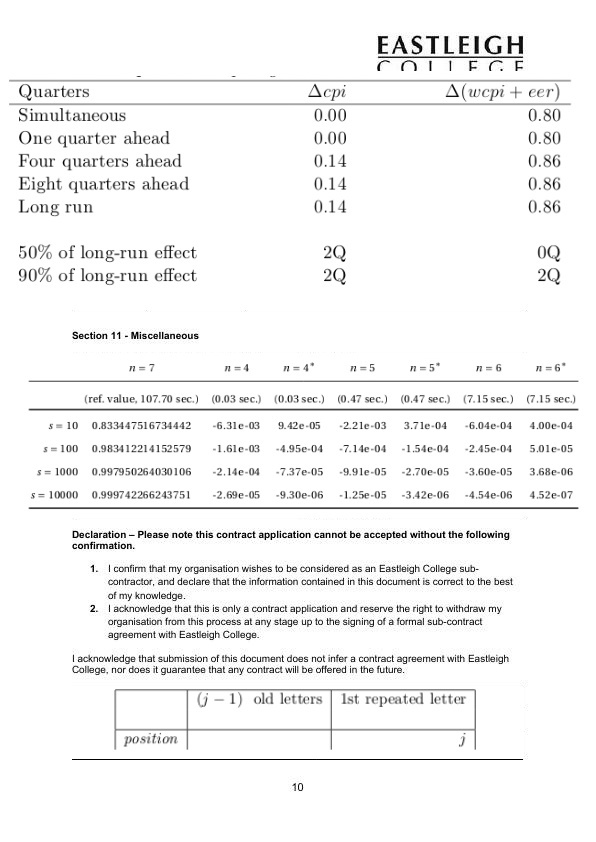 EASTLEIGH
COLLEGE
Quarters Δcpi Δ(wcpi + eer)
Simultaneous 0.00 0.80
One quarter ahead 0.00 0.80
Four quarters ahead 0.14 0.86
Eight quarters ahead 0.14 0.86
Long run 0.14 0.86
50% of long-run effect 2Q 0Q
90% of long-run effect 2Q 2Q
Section 11 - Miscellaneous
n = 7 n = 4 n = 4* n = 5 n = 5* n = 6 n = 6*
(ref. value, 107.70 sec.) (0.03 sec.) (0.03 sec.) (0.47 sec.) (0.47 sec.) (7.15 sec.) (7.15 sec.)
s = 10 0.833447516734442 -6.31e-03 9.42e-05 -2.21e-03 3.71e-04 -6.04e-04 4.00e-04
s = 100 0.983412214152579 -1.61e-03 -4.95e-04 -7.14e-04 -1.54e-04 -2.45e-04 5.01e-05
s = 1000 0.997950264030106 -2.14e-04 -7.37e-05 -9.91e-05 -2.70e-05 -3.60e-05 3.68e-06
s = 10000 0.999742266243751 -2.69e-05 -9.30e-06 -1.25e-05 -3.42e-06 -4.54e-06 4.52e-07
Declaration – Please note this contract application cannot be accepted without the following
confirmation.
1. I confirm that my organisation wishes to be considered as an Eastleigh College sub-
contractor, and declare that the information contained in this document is correct to the best
of my knowledge.
2. I acknowledge that this is only a contract application and reserve the right to withdraw my
organisation from this process at any stage up to the signing of a formal sub-contract
agreement with Eastleigh College.
I acknowledge that submission of this document does not infer a contract agreement with Eastleigh
College, nor does it guarantee that any contract will be offered in the future.
(j − 1) old letters 1st repeated letter
position j
10